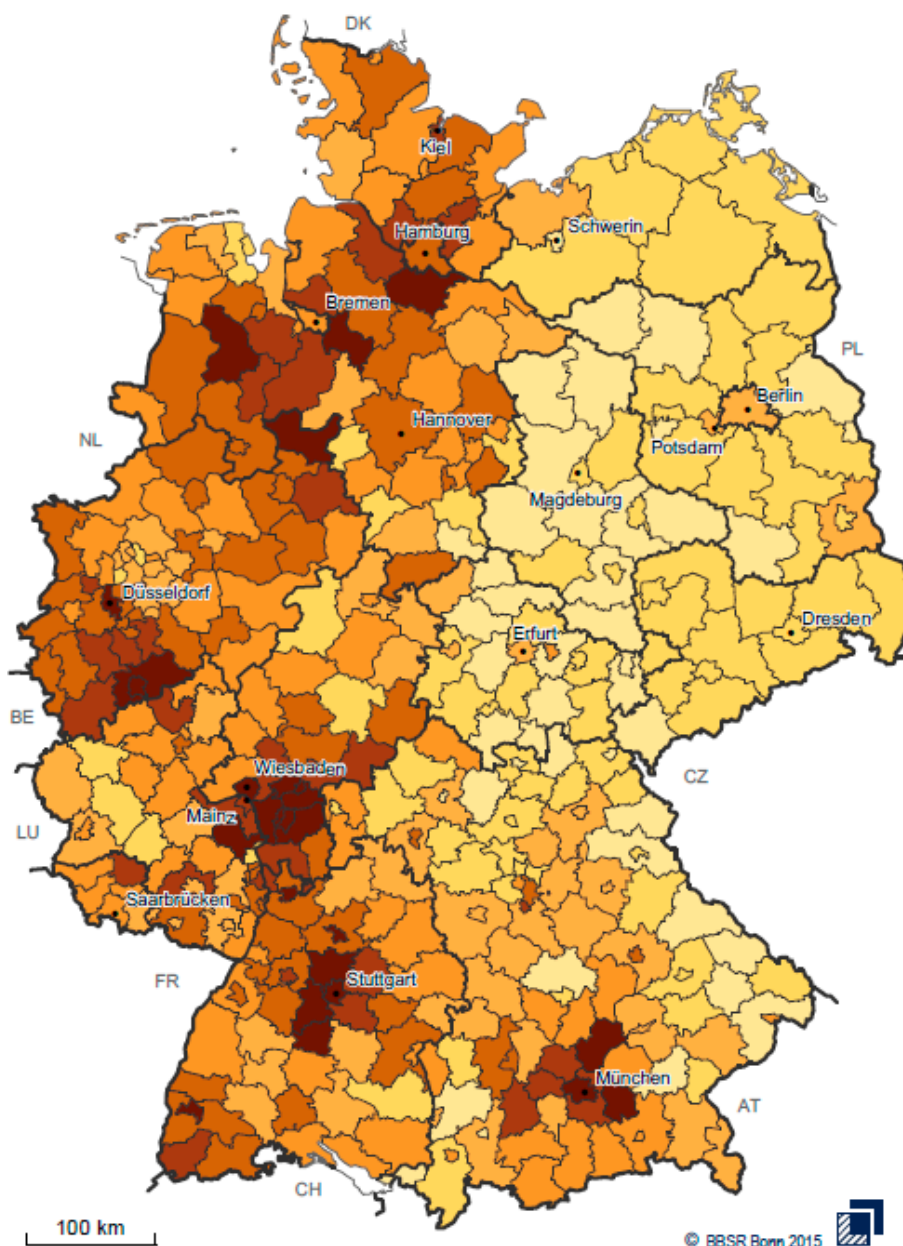 DK
Kiel
Schwerin
Hamburg
Bremen
PL
Berlin
Hannover
Potsdam
NL
Magdeburg
Düsseldorf
Dresden
Erfurt
BE
Wiesbaden
CZ
Mainz
LU
Saarbrücken
FR
Stuttgart
München
AT
CH
100 km
© BBSR Bonn 2015